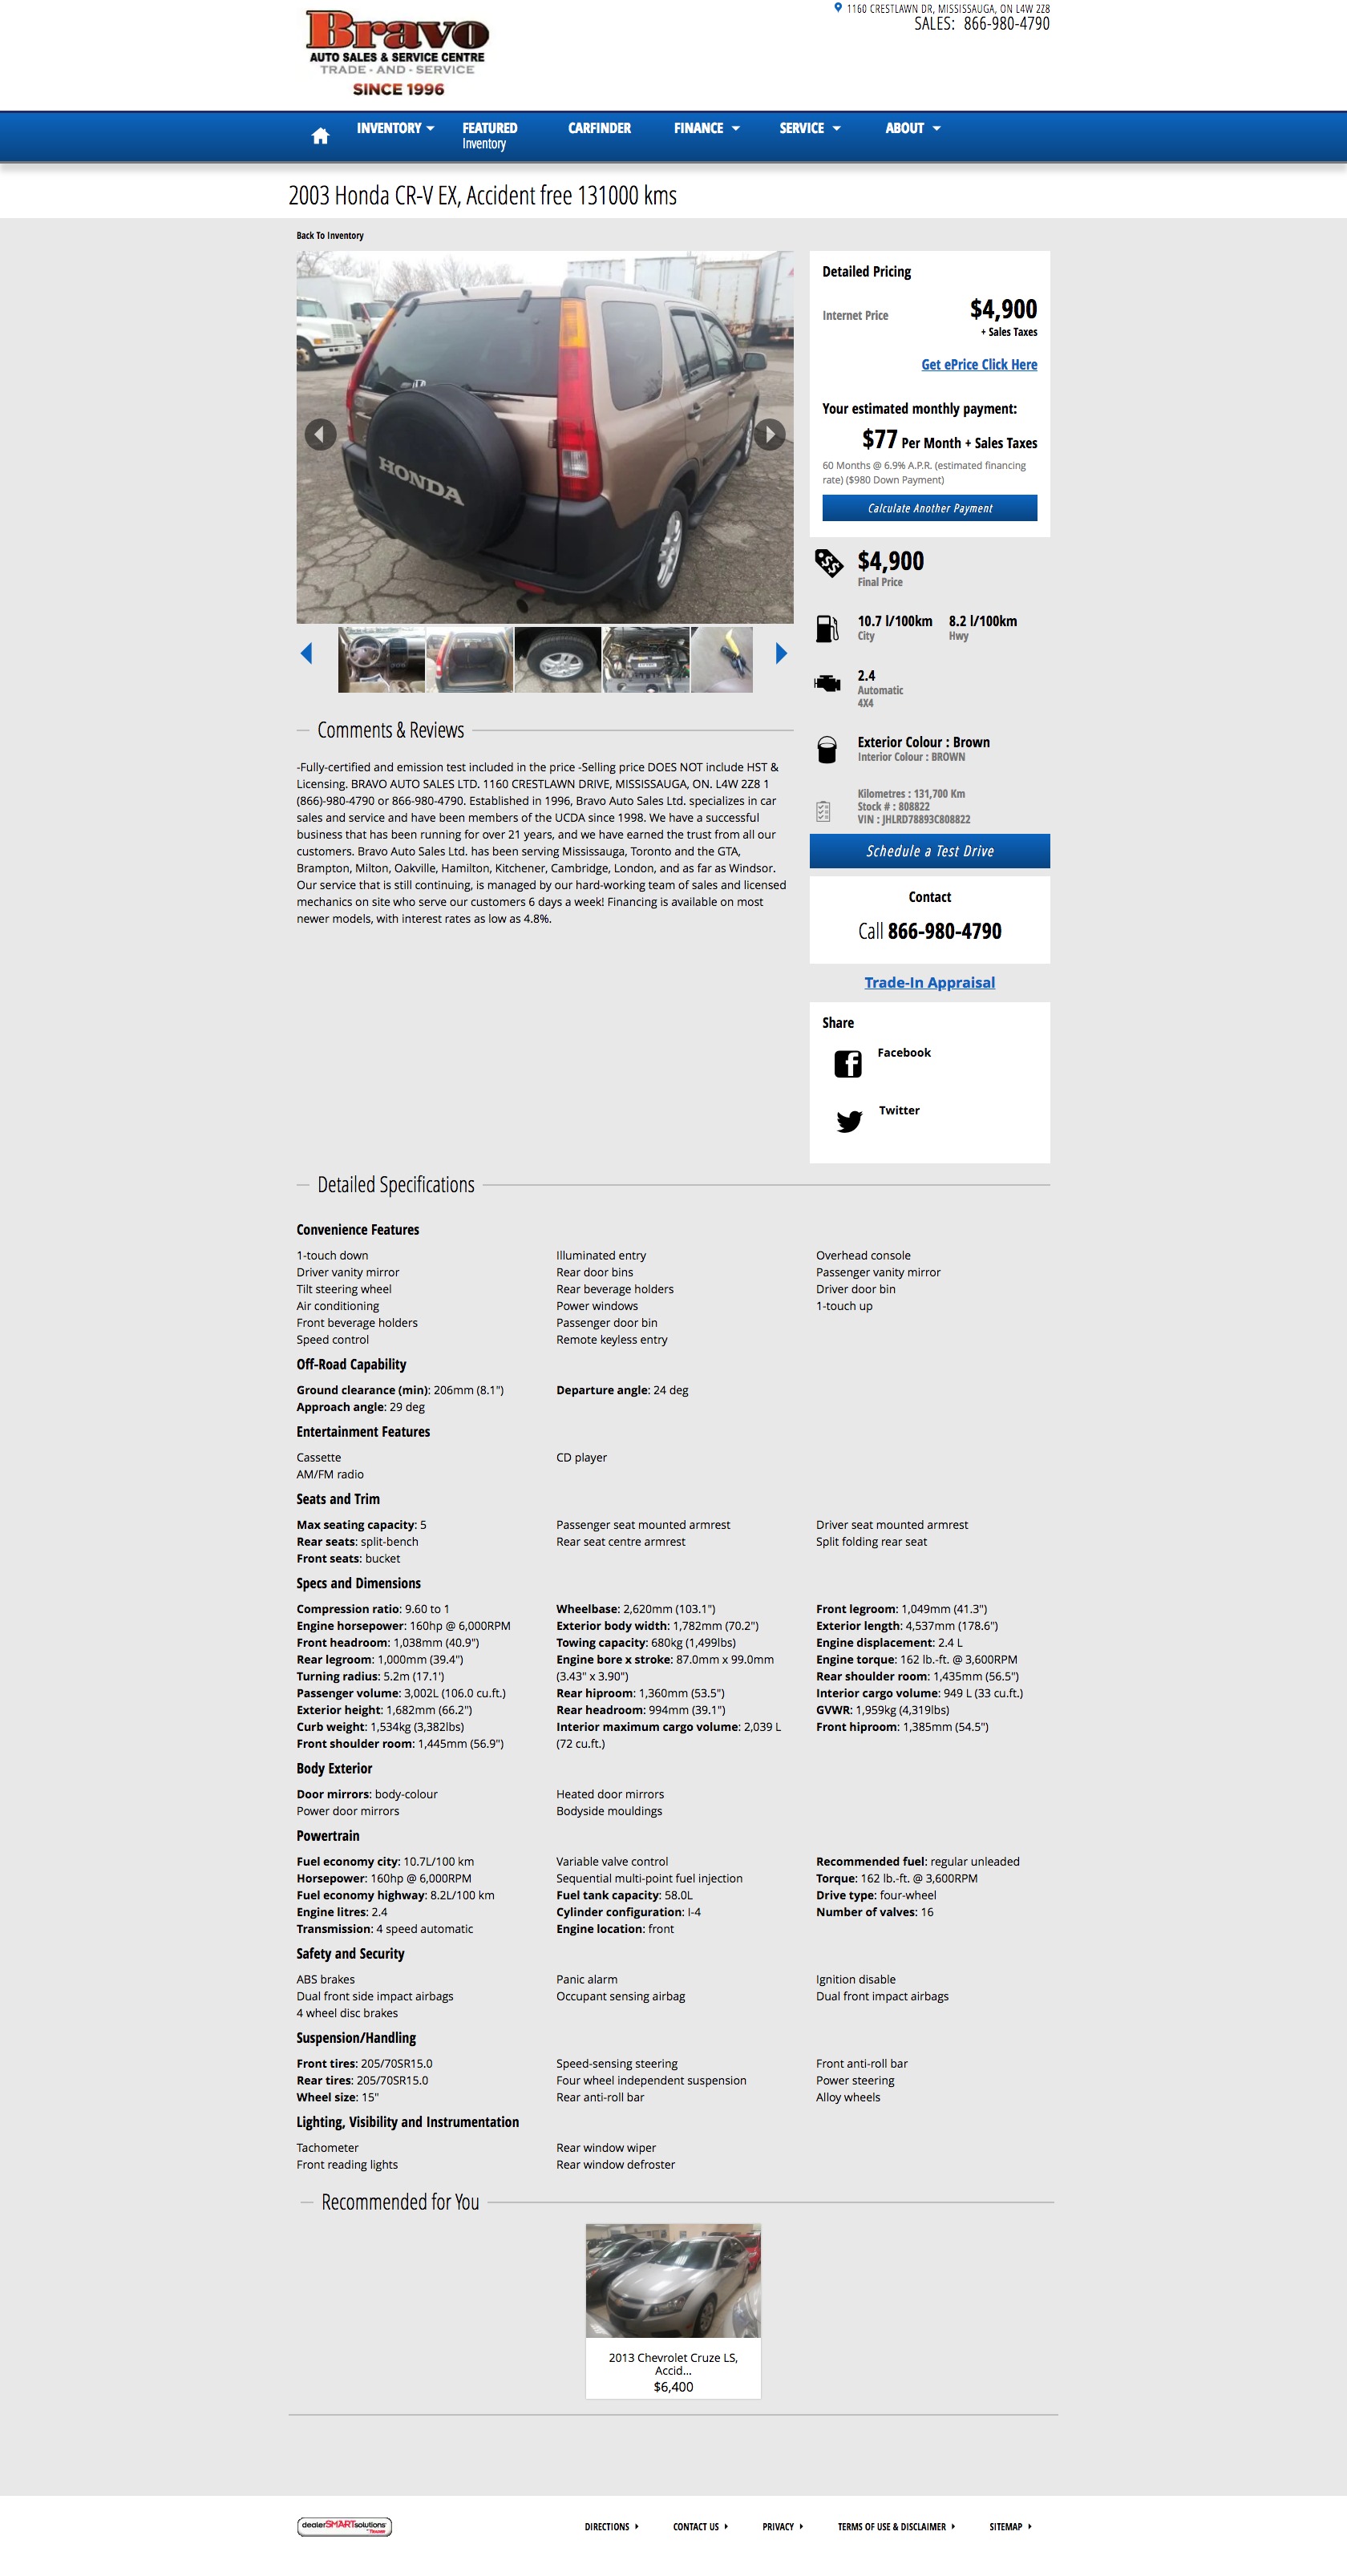 Bravo
AUTO SALES & SERVICE CENTRE
TRADE - AND - SERVICE
SINCE 1996
1160 CRESTLAWN DR, MISSISSAUGA, ON L4W 2Z8
SALES: 866-980-4790
INVENTORY
FEATURED
Inventory
CARFINDER
FINANCE
SERVICE
ABOUT
2003 Honda CR-V EX, Accident free 131000 kms
Back To Inventory
HONDA
Detailed Pricing
Internet Price
$4,900
+ Sales Taxes
Get ePrice Click Here
Your estimated monthly payment:
$77 Per Month + Sales Taxes
60 Months @ 6.9% A.P.R. (estimated financing
rate) ($980 Down Payment)
Calculate Another Payment
$4,900
Final Price
10.7 l/100km 8.2 l/100km
City Hwy
2.4
Automatic
4X4
Exterior Colour : Brown
Interior Colour : BROWN
Kilometres : 131,700 Km
Stock # : 808822
VIN : JHLRD78893C808822
Schedule a Test Drive
Contact
Call 866-980-4790
Trade-In Appraisal
Share
Facebook
Twitter
Comments & Reviews
-Fully-certified and emission test included in the price -Selling price DOES NOT include HST &
Licensing. BRAVO AUTO SALES LTD. 1160 CRESTLAWN DRIVE, MISSISSAUGA, ON. L4W 2Z8 1
(866)-980-4790 or 866-980-4790. Established in 1996, Bravo Auto Sales Ltd. specializes in car
sales and service and have been members of the UCDA since 1998. We have a successful
business that has been running for over 21 years, and we have earned the trust from all our
customers. Bravo Auto Sales Ltd. has been serving Mississauga, Toronto and the GTA,
Brampton, Milton, Oakville, Hamilton, Kitchener, Cambridge, London, and as far as Windsor.
Our service that is still continuing, is managed by our hard-working team of sales and licensed
mechanics on site who serve our customers 6 days a week! Financing is available on most
newer models, with interest rates as low as 4.8%.
Detailed Specifications
Convenience Features
1-touch down Illuminated entry Overhead console
Driver vanity mirror Rear door bins Passenger vanity mirror
Tilt steering wheel Rear beverage holders Driver door bin
Air conditioning Power windows 1-touch up
Front beverage holders Passenger door bin
Speed control Remote keyless entry
Off-Road Capability
Ground clearance (min): 206mm (8.1") Departure angle: 24 deg
Approach angle: 29 deg
Entertainment Features
Cassette CD player
AM/FM radio
Seats and Trim
Max seating capacity: 5 Passenger seat mounted armrest Driver seat mounted armrest
Rear seats: split-bench Rear seat centre armrest Split folding rear seat
Front seats: bucket
Specs and Dimensions
Compression ratio: 9.60 to 1 Wheelbase: 2,620mm (103.1") Front legroom: 1,049mm (41.3")
Engine horsepower: 160hp @ 6,000RPM Exterior body width: 1,782mm (70.2") Exterior length: 4,537mm (178.6")
Front headroom: 1,038mm (40.9") Towing capacity: 680kg (1,499lbs) Engine displacement: 2.4 L
Rear legroom: 1,000mm (39.4") Engine bore x stroke: 87.0mm x 99.0mm Engine torque: 162 lb.-ft. @ 3,600RPM
Turning radius: 5.2m (17.1') (3.43" x 3.90") Rear shoulder room: 1,435mm (56.5")
Passenger volume: 3,002L (106.0 cu.ft.) Rear hiproom: 1,360mm (53.5") Interior cargo volume: 949 L (33 cu.ft.)
Exterior height: 1,682mm (66.2") Rear headroom: 994mm (39.1") GVWR: 1,959kg (4,319lbs)
Curb weight: 1,534kg (3,382lbs) Interior maximum cargo volume: 2,039 L Front hiproom: 1,385mm (54.5")
Front shoulder room: 1,445mm (56.9") (72 cu.ft.)
Body Exterior
Door mirrors: body-colour Heated door mirrors
Power door mirrors Bodyside mouldings
Powertrain
Fuel economy city: 10.7L/100 km Variable valve control Recommended fuel: regular unleaded
Horsepower: 160hp @ 6,000RPM Sequential multi-point fuel injection Torque: 162 lb.-ft. @ 3,600RPM
Fuel economy highway: 8.2L/100 km Fuel tank capacity: 58.0L Drive type: four-wheel
Engine litres: 2.4 Cylinder configuration: I-4 Number of valves: 16
Transmission: 4 speed automatic Engine location: front
Safety and Security
ABS brakes Panic alarm Ignition disable
Dual front side impact airbags Occupant sensing airbag Dual front impact airbags
4 wheel disc brakes
Suspension/Handling
Front tires: 205/70SR15.0 Speed-sensing steering Front anti-roll bar
Rear tires: 205/70SR15.0 Four wheel independent suspension Power steering
Wheel size: 15" Rear anti-roll bar Alloy wheels
Lighting, Visibility and Instrumentation
Tachometer Rear window wiper
Front reading lights Rear window defroster
Recommended for You
2013 Chevrolet Cruze LS,
Accid...
$6,400
dealerSMARTsolutions
DIRECTIONS CONTACT US PRIVACY TERMS OF USE & DISCLAIMER SITEMAP